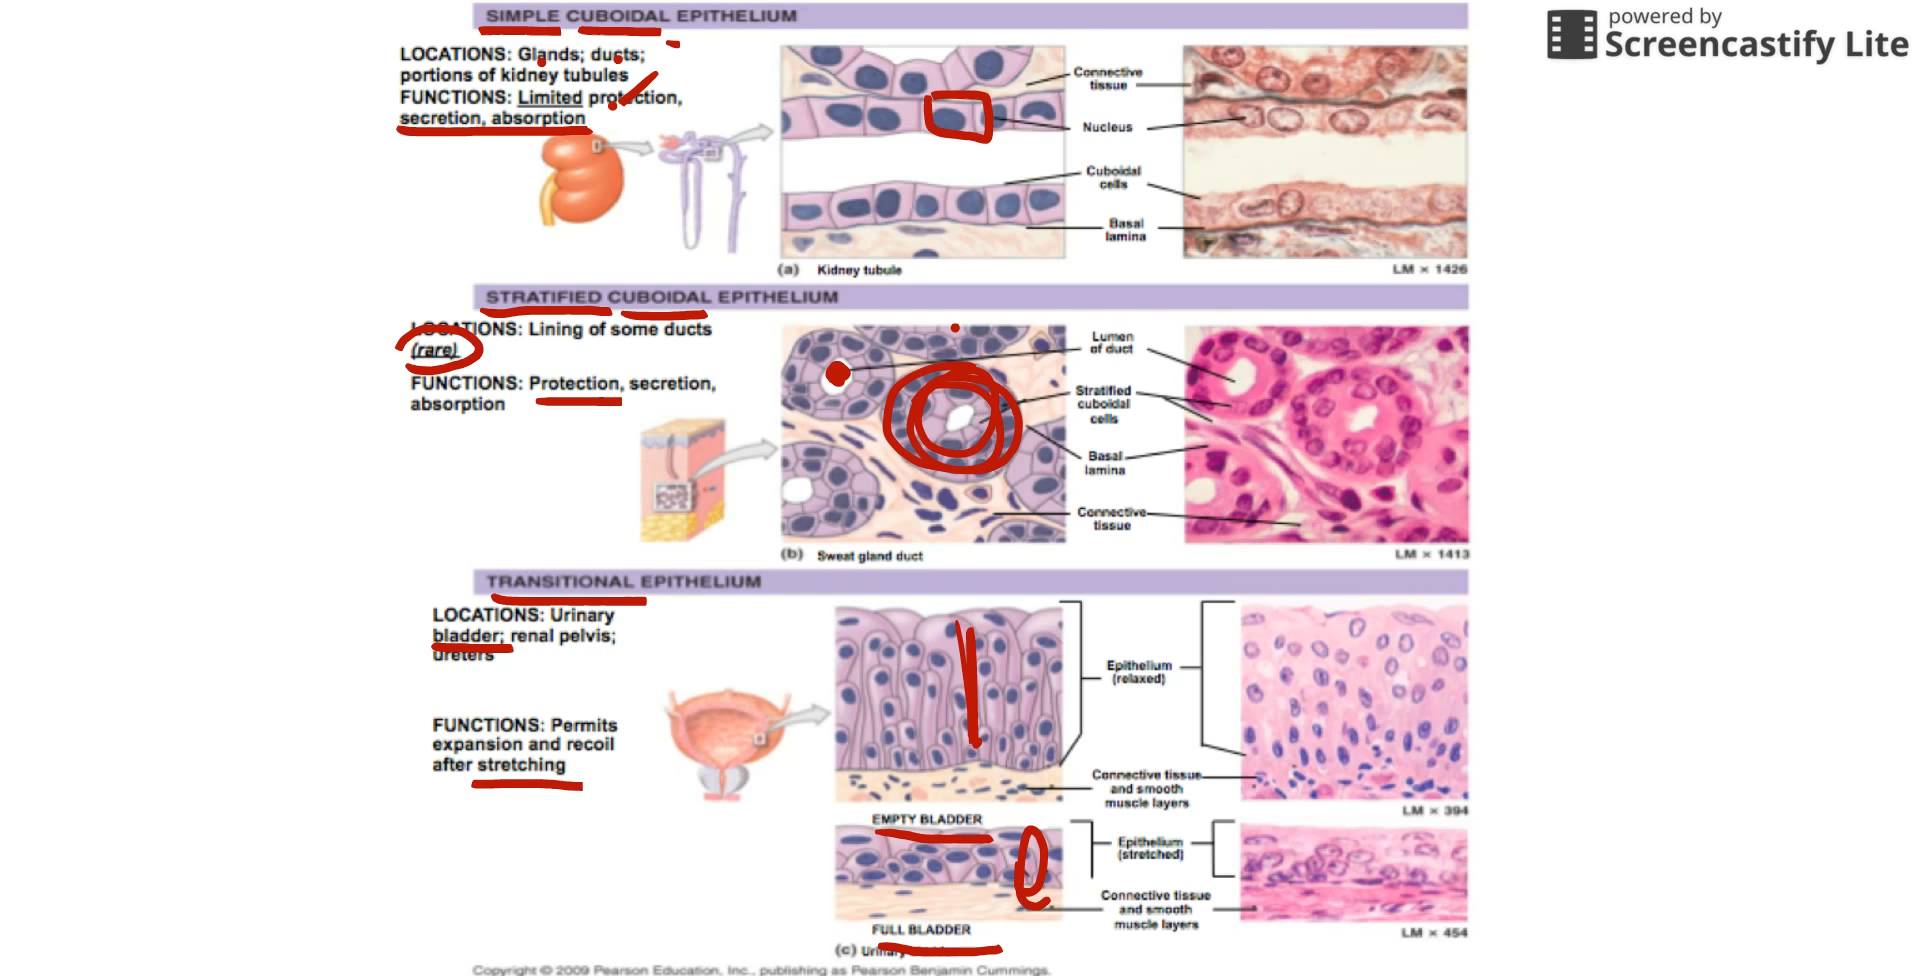 powered by
Screencastify Lite
SIMPLE CUBOIDAL EPITHELIUM
LOCATIONS: Glands; ducts;
portions of kidney tubules
FUNCTIONS: Limited protection,
secretion, absorption
Connective
tissue
Nucleus
Cuboidal
cells
Basal
lamina
(a) Kidney tubule
LM × 1426
STRATIFIED CUBOIDAL EPITHELIUM
LOCATIONS: Lining of some ducts
(rare)
FUNCTIONS: Protection, secretion,
absorption
Lumen
of duct
Stratified
cuboidal
cells
Basal
lamina
Connective
tissue
(b) Sweat gland duct
LM × 1413
TRANSITIONAL EPITHELIUM
LOCATIONS: Urinary
bladder; renal pelvis;
ureters
FUNCTIONS: Permits
expansion and recoil
after stretching
Epithelium
(relaxed)
Connective tissue
and smooth
muscle layers
LM × 394
EMPTY BLADDER
Epithelium
(stretched)
Connective tissue
and smooth
muscle layers
FULL BLADDER
LM × 454
(c) Urinary
Copyright © 2009 Pearson Education, Inc., publishing as Pearson Benjamin Cummings.